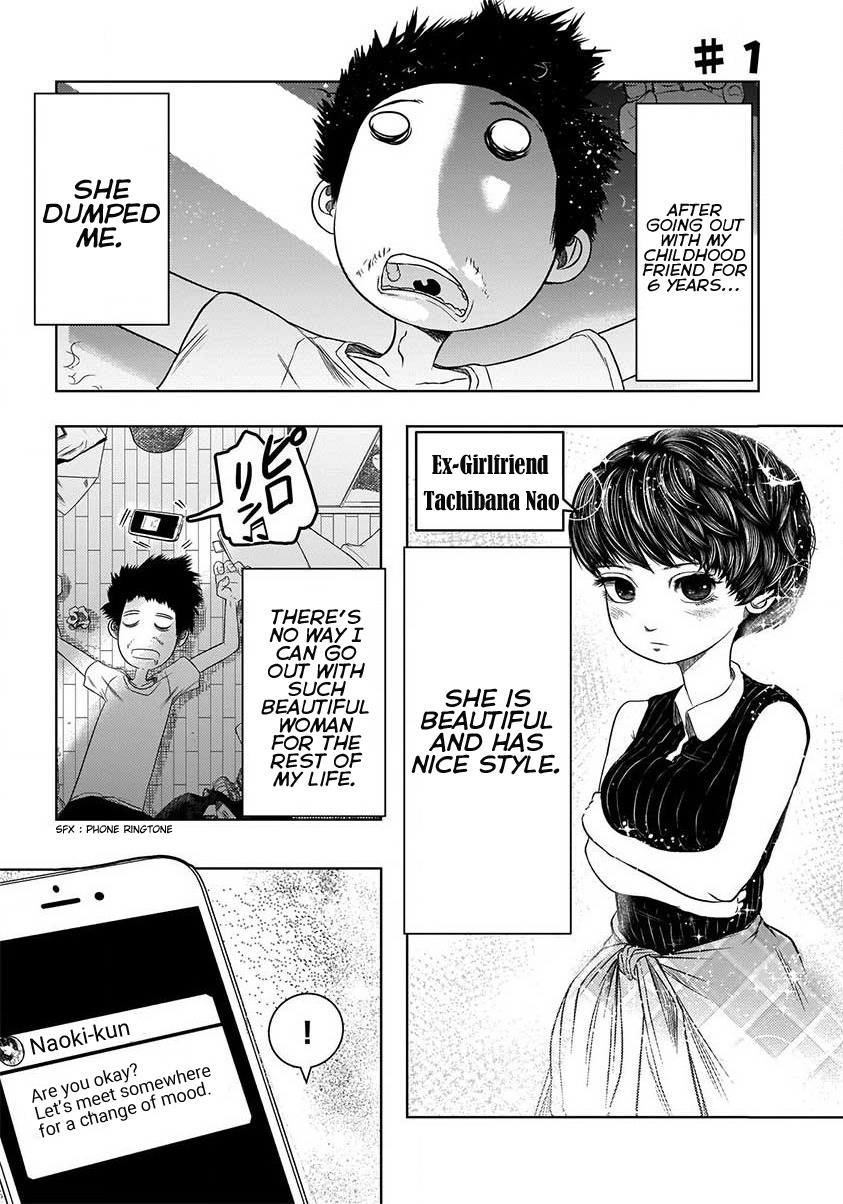 # 1
AFTER
GOING OUT
WITH MY
CHILDHOOD
FRIEND FOR
6 YEARS...
SHE
DUMPED
ME.
Ex-Girlfriend
Tachibana Nao
SHE IS
BEAUTIFUL
AND HAS
NICE STYLE.
ピロ
リン♫
THERE'S
NO WAY I
CAN GO
OUT WITH
SUCH
BEAUTIFUL
WOMAN
FOR THE
REST OF
MY LIFE.
SFX : PHONE RINGTONE
Naoki-kun
Are you okay?
Let's meet somewhere
for a change of mood.
!